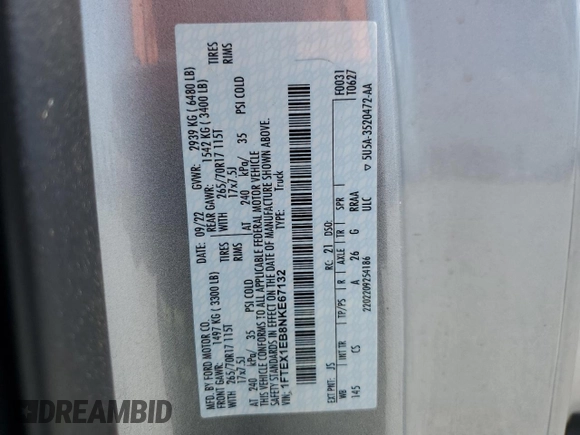 MFD. BY FORD MOTOR CO.
DATE: 09/22 GVWR: 2939 KG ( 6480 LB)
FRONT GAWR: 1497 KG ( 3300 LB) REAR GAWR: 1542 KG ( 3400 LB)
WITH 265/70R17 115T TIRES WITH 265/70R17 115T TIRES
17x7.5J RIMS 17x7.5J RIMS
AT 240 kPa/ 35 PSI COLD AT 240 kPa/ 35 PSI COLD
THIS VEHICLE CONFORMS TO ALL APPLICABLE FEDERAL MOTOR VEHICLE
SAFETY STANDARDS IN EFFECT ON THE DATE OF MANUFACTURE SHOWN ABOVE.
VIN: 1FTEX1EB8NKE67132 TYPE: Truck
F0031
T0627
EXT PNT: JS RC: 21 DSO:
WB INT TR TP/PS R AXLE TR SPR
145 CS A 26 G RRAA
2202209254186 ULC
▽ 5U5A-3520472-AA
DREAMBID